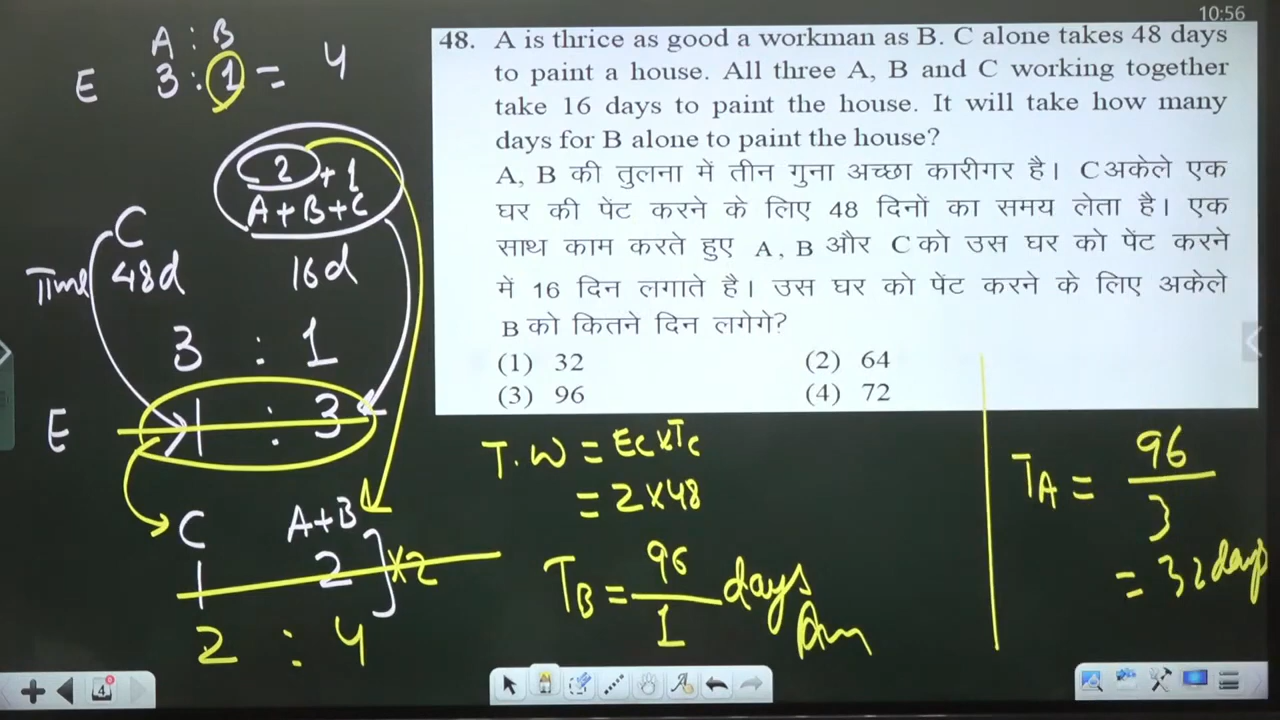 10:56
A : B
E 3 : 1 = 4
2 + 1
A+B+C
C
Time 48d 16d
3 : 1
E 1 : 3
C A+B
1 2 ] ×2
2 : 4
48. A is thrice as good a workman as B. C alone takes 48 days
to paint a house. All three A, B and C working together
take 16 days to paint the house. It will take how many
days for B alone to paint the house?
A, B की तुलना में तीन गुना अच्छा कारीगर है। C अकेले एक
घर की पेंट करने के लिए 48 दिनों का समय लेता है। एक
साथ काम करते हुए A, B और C को उस घर को पेंट करने
में 16 दिन लगाते है। उस घर को पेंट करने के लिए अकेले
B को कितने दिन लगेगे?
(1) 32 (2) 64
(3) 96 (4) 72
T.W = Ec×Tc
= 2×48
TB = 96/1 days
TA = 96/3
= 32 days
4